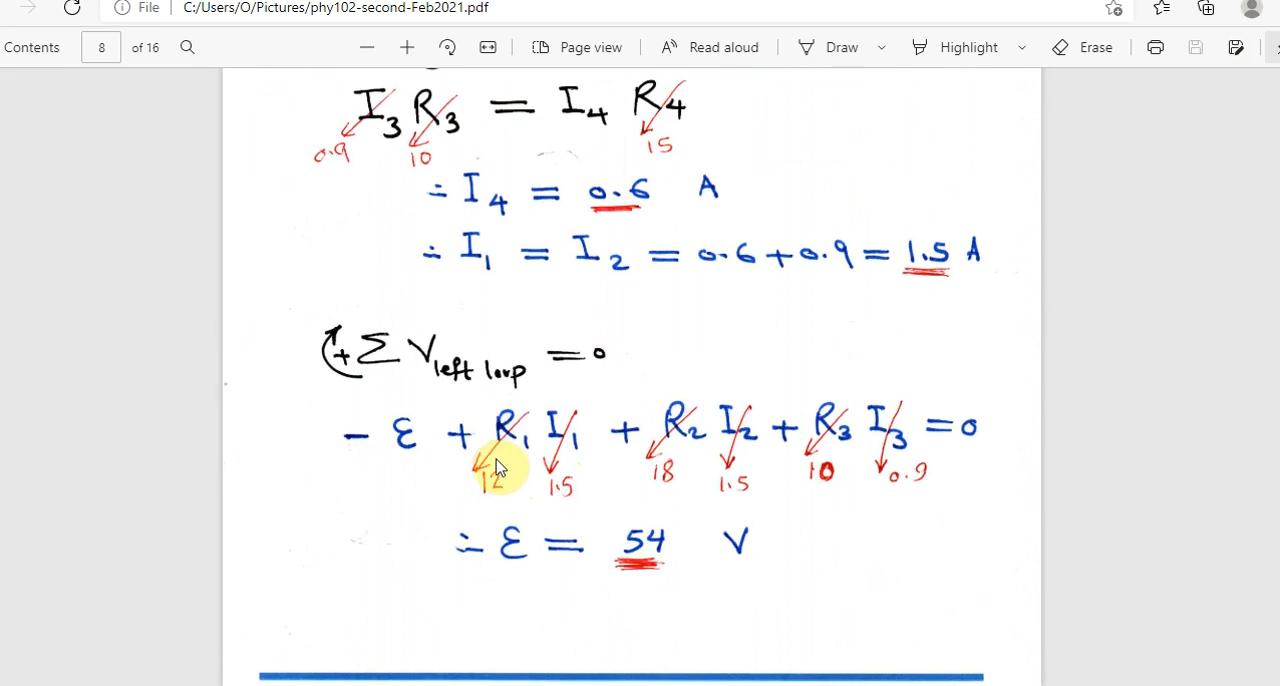 File | C:/Users/O/Pictures/phy102-second-Feb2021.pdf
Contents 8 of 16 Page view Read aloud Draw Highlight Erase
I₃ R₃ = I₄ R₄
0.9 10 15
∴ I₄ = 0.6 A
∴ I₁ = I₂ = 0.6 + 0.9 = 1.5 A
+ Σ V left loop = 0
- ε + R₁ I₁ + R₂ I₂ + R₃ I₃ = 0
12 1.5 18 1.5 10 0.9
∴ ε = 54 V